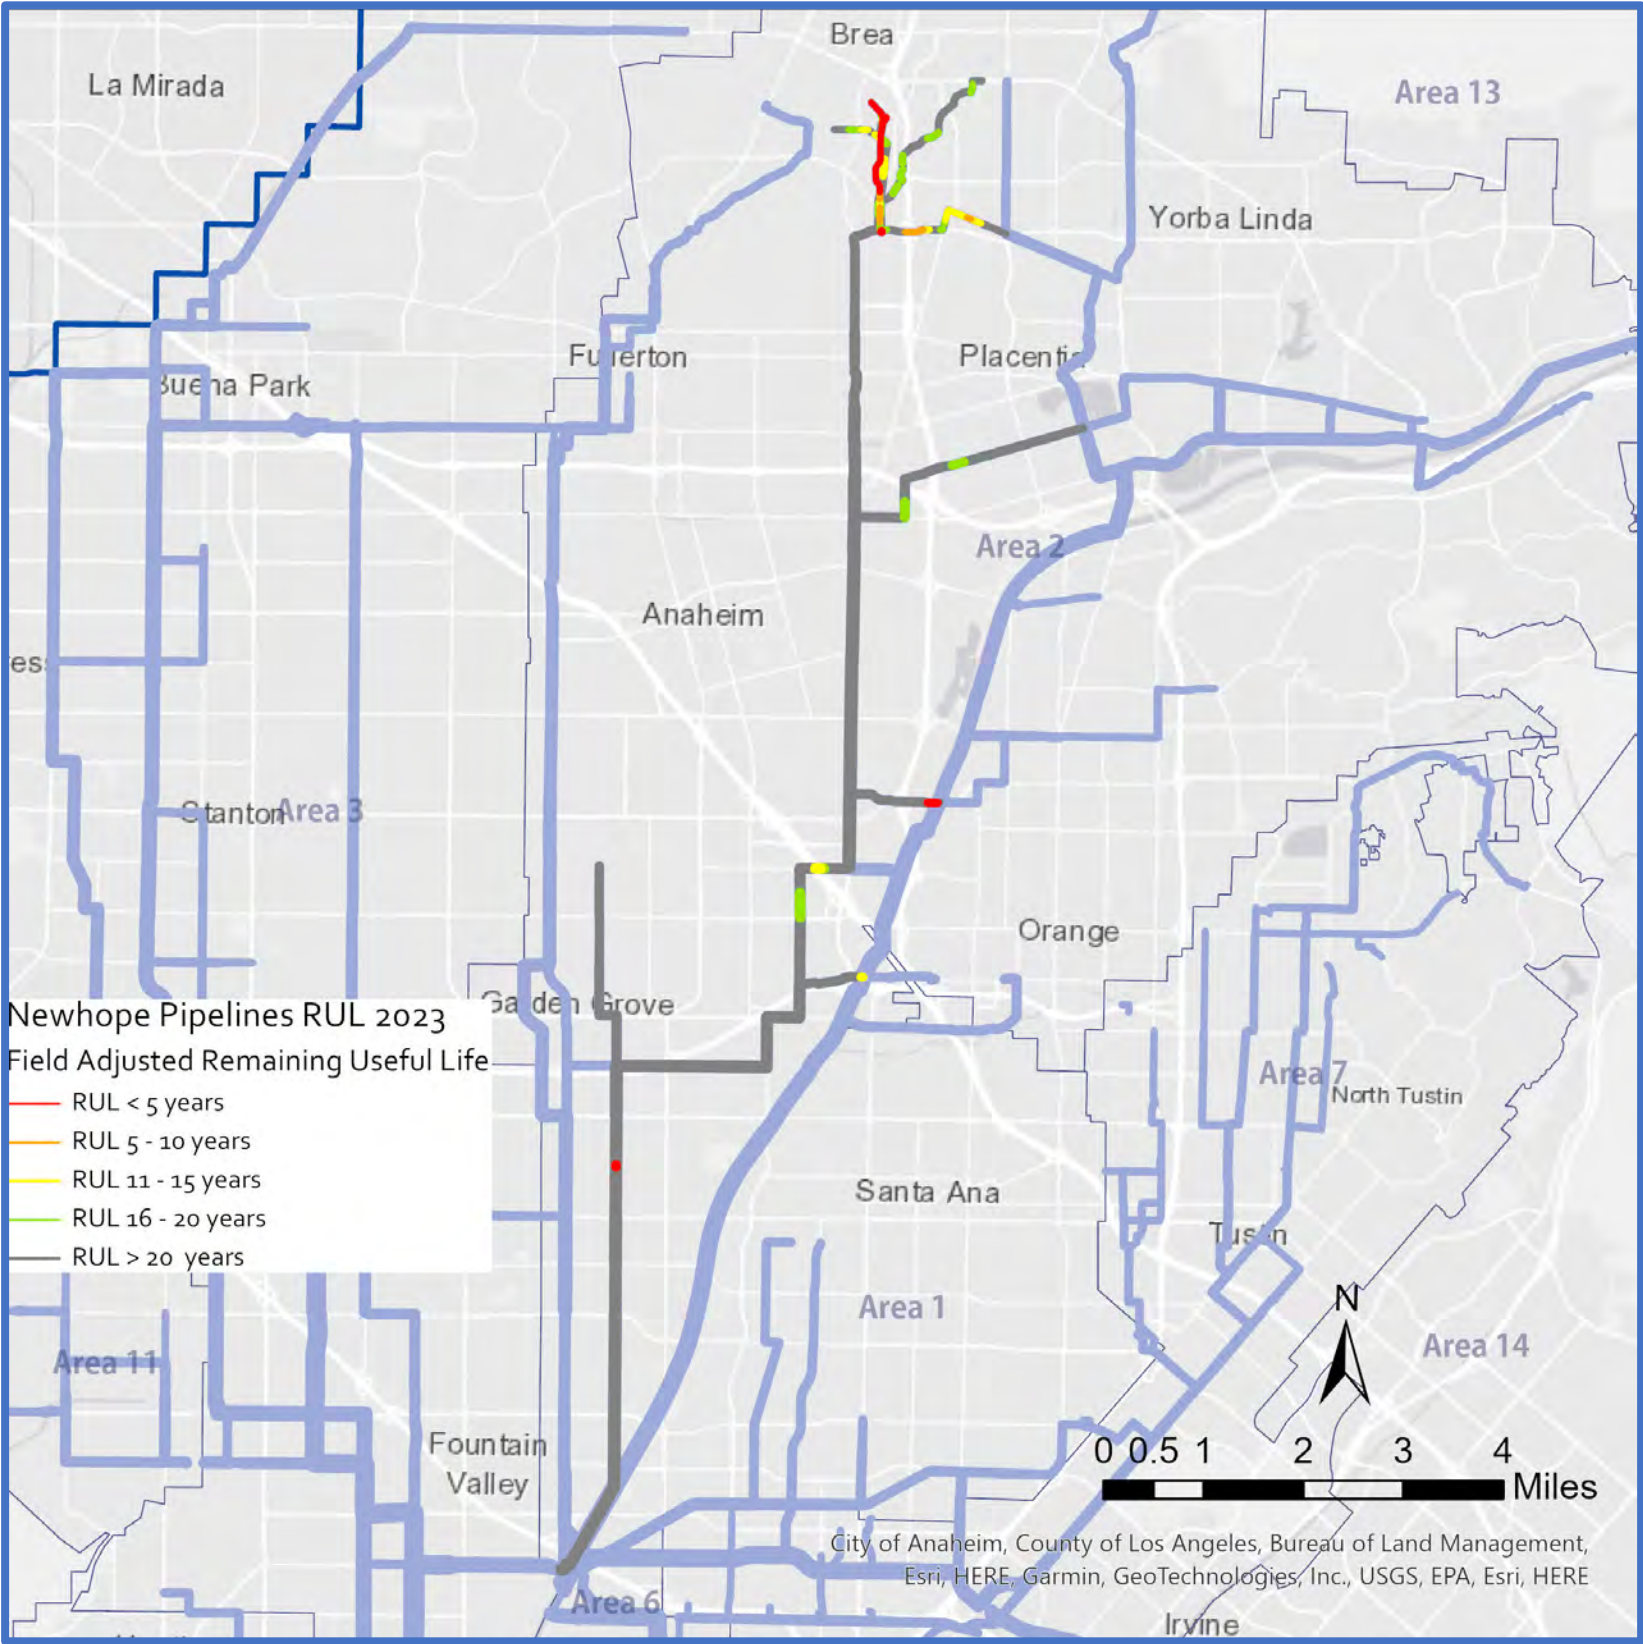 Brea
La Mirada
Area 13
Yorba Linda
Fullerton
Placentia
Buena Park
Area 2
Anaheim
Stanton
Area 3
Orange
Garden Grove
Newhope Pipelines RUL 2023
Field Adjusted Remaining Useful Life
RUL < 5 years
RUL 5 - 10 years
RUL 11 - 15 years
RUL 16 - 20 years
RUL > 20 years
Area 7
North Tustin
Santa Ana
Tustin
Area 1
N
Area 14
Area 11
Fountain
Valley
0 0.5 1 2 3 4
Miles
City of Anaheim, County of Los Angeles, Bureau of Land Management,
Esri, HERE, Garmin, GeoTechnologies, Inc., USGS, EPA, Esri, HERE
Area 6
Irvine